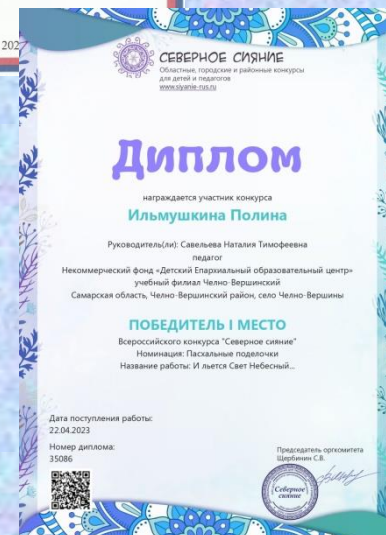 202
СЕВЕРНОЕ СИЯНИЕ
Областные, городские и районные конкурсы
для детей и педагогов
www.siyanie-rus.ru
Диплом
награждается участник конкурса
Ильмушкина Полина
Руководитель(ли): Савельева Наталия Тимофеевна
педагог
Некоммерческий фонд «Детский Епархиальный образовательный центр»
учебный филиал Челно-Вершинский
Самарская область, Челно-Вершинский район, село Челно-Вершины
ПОБЕДИТЕЛЬ I МЕСТО
Всероссийского конкурса "Северное сияние"
Номинация: Пасхальные поделочки
Название работы: И льется Свет Небесный...
Дата поступления работы:
22.04.2023
Номер диплома:
35086
Председатель оргкомитета
Щербинин С.В.
Северное
сияние